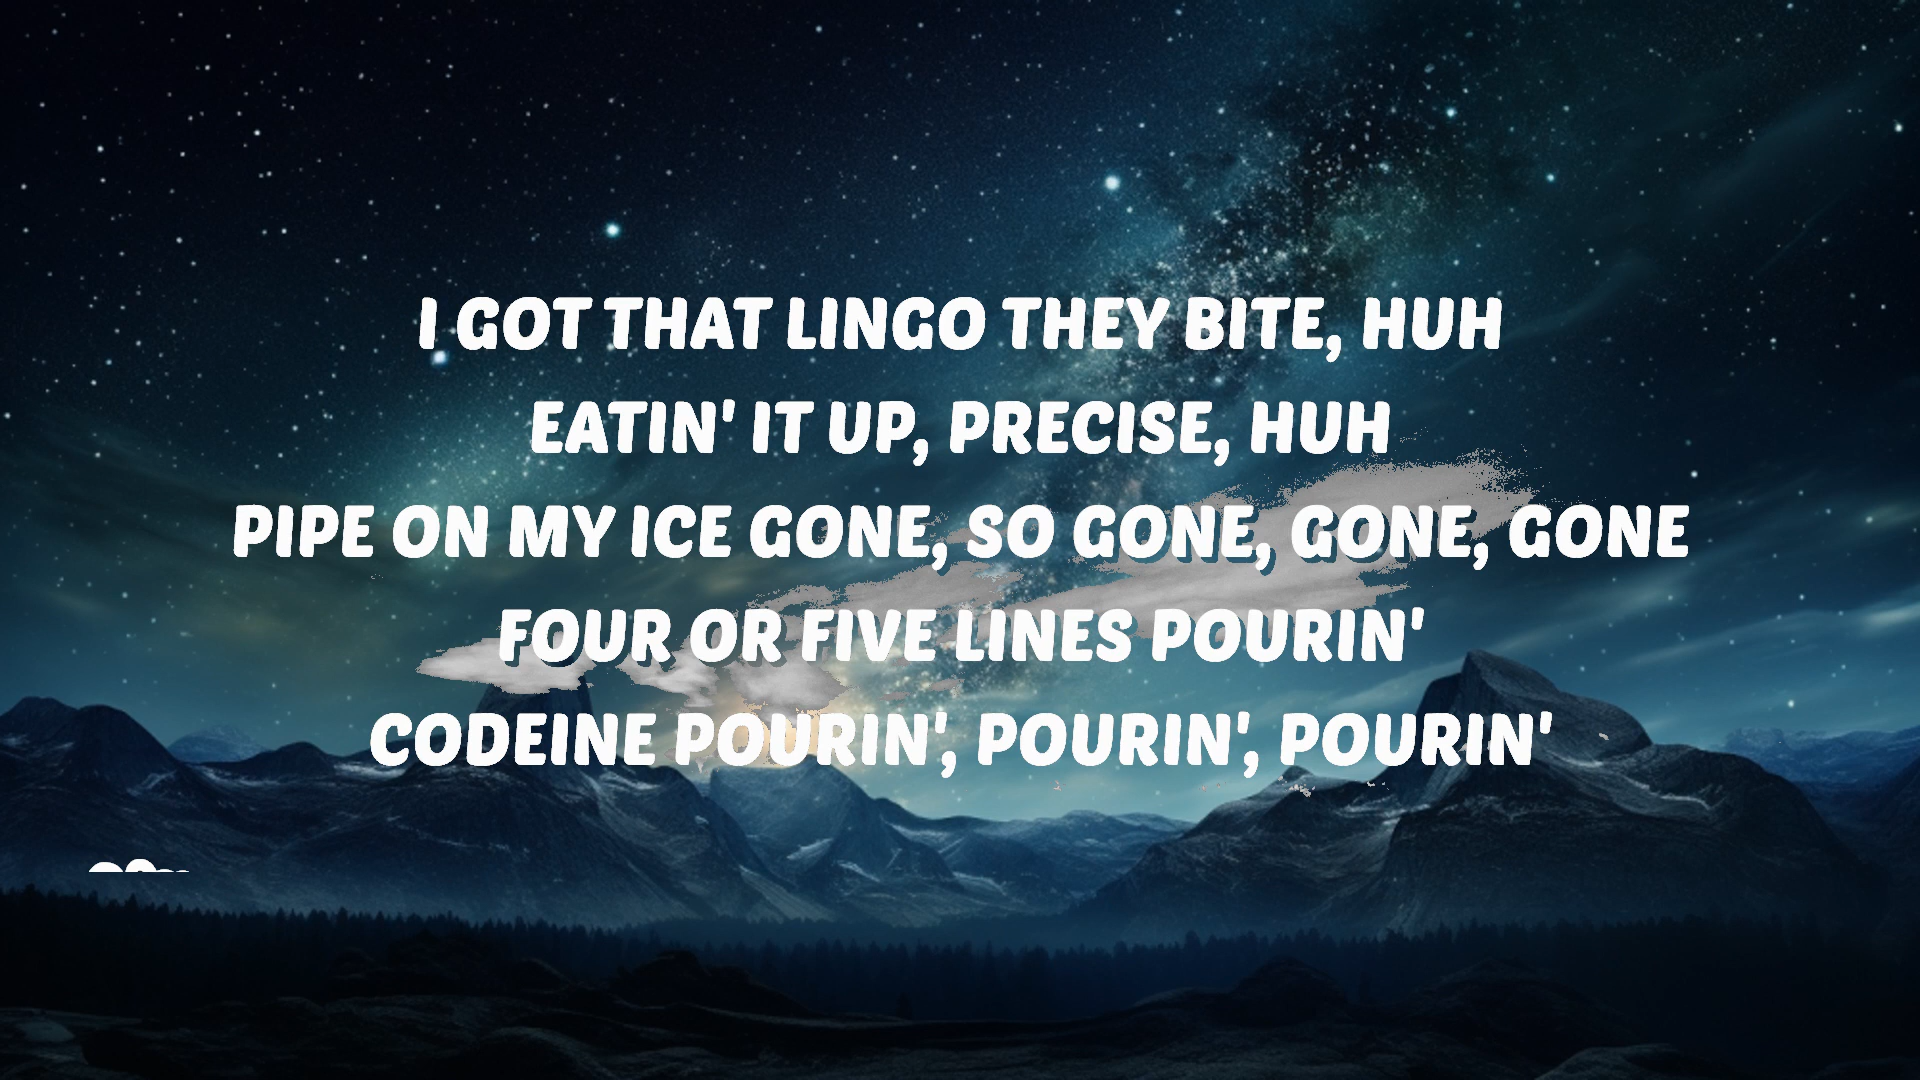 I GOT THAT LINGO THEY BITE, HUH
EATIN' IT UP, PRECISE, HUH
PIPE ON MY ICE GONE, SO GONE, GONE, GONE
FOUR OR FIVE LINES POURIN'
CODEINE POURIN', POURIN', POURIN'